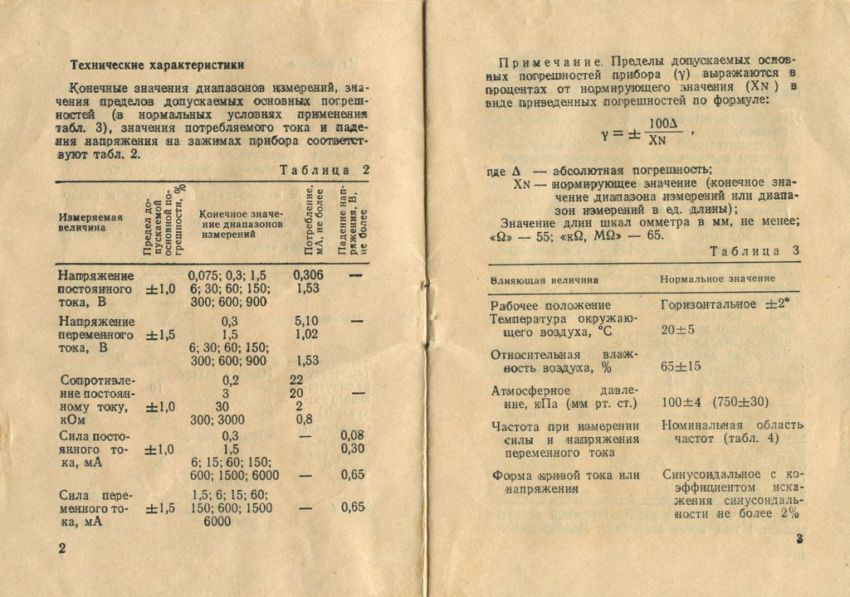 Технические характеристики
Конечные значения диапазонов измерений, зна-
чения пределов допускаемых основных погреш-
ностей (в нормальных условиях применения
табл. 3), значения потребляемого тока и паде-
ния напряжения на зажимах прибора соответст-
вуют табл. 2.
Таблица 2
Измеряемая
величина
Предел до-
пускаемой
основной по-
грешности, %
Конечное значе-
ние диапазонов
измерений
Потребление,
мА, не более
Падение нап-
ряжения, В,
не более
Напряжение 0,075; 0,3; 1,5 0,306 —
постоянного ±1,0 6; 30; 60; 150; 1,53
тока, В 300; 600; 900
Напряжение 0,3 5,10 —
переменного ±1,5 1,5 1,02
тока, В 6; 30; 60; 150;
300; 600; 900 1,53
Сопротивле- 0,2 22
ние постоян- 3 20 —
ному току, ±1,0 30 2
кОм 300; 3000 0,8
Сила посто- 0,3 — 0,08
янного то- ±1,0 1,5 0,30
ка, мА 6; 15; 60; 150;
600; 1500; 6000 — 0,65
Сила пере- 1,5; 6; 15; 60;
менного то- ±1,5 150; 600; 1500 — 0,65
ка, мА 6000
2
Примечание. Пределы допускаемых основ-
ных погрешностей прибора (γ) выражаются в
процентах от нормирующего значения (XN) в
виде приведенных погрешностей по формуле:
γ = ± 100Δ / XN ,
где Δ — абсолютная погрешность;
XN — нормирующее значение (конечное зна-
чение диапазона измерений или диапа-
зон измерений в ед. длины);
Значение длин шкал омметра в мм, не менее;
«Ω» — 55; «кΩ, МΩ» — 65.
Таблица 3
Влияющая величина Нормальное значение
Рабочее положение Горизонтальное ±2°
Температура окружаю-
щего воздуха, °С 20±5
Относительная влаж-
ность воздуха, % 65±15
Атмосферное давле-
ние, кПа (мм рт. ст.) 100±4 (750±30)
Частота при измерении Номинальная область
силы и напряжения частот (табл. 4)
переменного тока
Форма кривой тока или Синусоидальное с ко-
напряжения эффициентом иска-
жения синусоидаль-
ности не более 2%
3